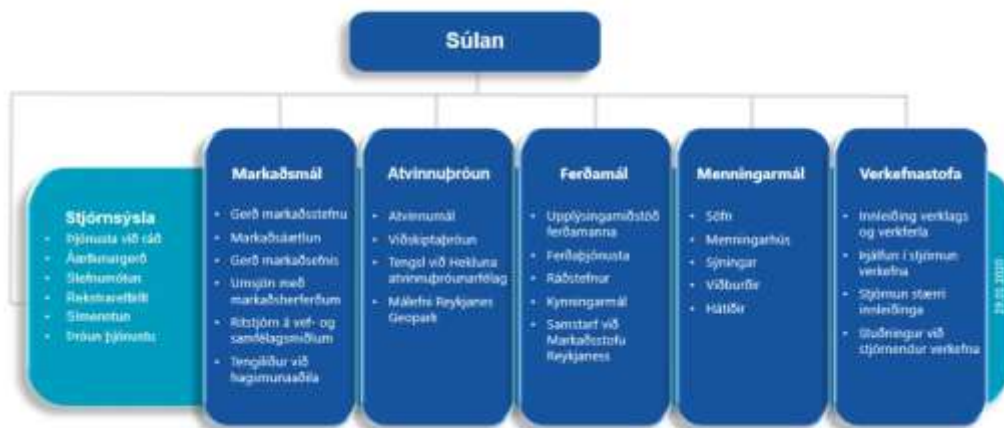 Súlan
Stjórnsýsla
• Þjónusta við ráð
• Áætlunargerð
• Stefnumótun
• Rekstrareftirlit
• Símenntun
• Þróun þjónustu
Markaðsmál
• Gerð markaðsstefnu
• Markaðsáætlun
• Gerð markaðsefnis
• Umsjón með
markaðsherferðum
• Ritstjórn á vef- og
samfélagsmiðlum
• Tengiliður við
hagsmunaaðila
Atvinnuþróun
• Atvinnumál
• Viðskiptaþróun
• Tengsl við Hekluna
atvinnuþróunarfélag
• Málefni Reykjanes
Geopark
Ferðamál
• Upplýsingamiðstöð
ferðamanna
• Ferðaþjónusta
• Ráðstefnur
• Kynningarmál
• Samstarf við
Markaðsstofu
Reykjaness
Menningarmál
• Söfn
• Menningarhús
• Sýningar
• Viðburðir
• Hátíðir
Verkefnastofa
• Innleiðing verklags
og verkferla
• Þjálfun í stjórnun
verkefna
• Stjórnun stærri
innleiðinga
• Stuðningur við
stjórnendur verkefna